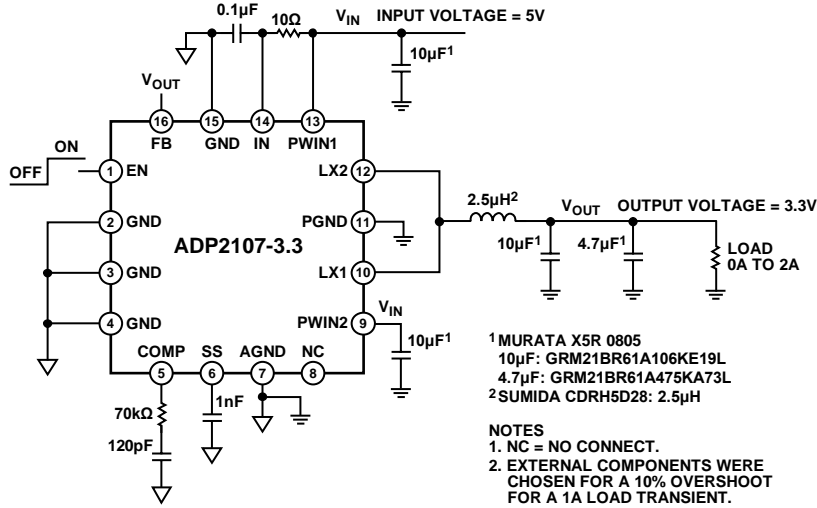 0.1µF
10Ω
VIN
INPUT VOLTAGE = 5V
10µF1
VOUT
16
15
14
13
FB
GND
IN
PWIN1
ON
OFF
1
EN
LX2
12
2
GND
PGND
11
ADP2107-3.3
3
GND
LX1
10
4
GND
PWIN2
9
VIN
10µF1
2.5µH2
VOUT
OUTPUT VOLTAGE = 3.3V
10µF1
4.7µF1
LOAD
0A TO 2A
COMP
SS
AGND
NC
5
6
7
8
70kΩ
1nF
120pF
1 MURATA X5R 0805
10µF: GRM21BR61A106KE19L
4.7µF: GRM21BR61A475KA73L
2 SUMIDA CDRH5D28: 2.5µH
NOTES
1. NC = NO CONNECT.
2. EXTERNAL COMPONENTS WERE
CHOSEN FOR A 10% OVERSHOOT
FOR A 1A LOAD TRANSIENT.